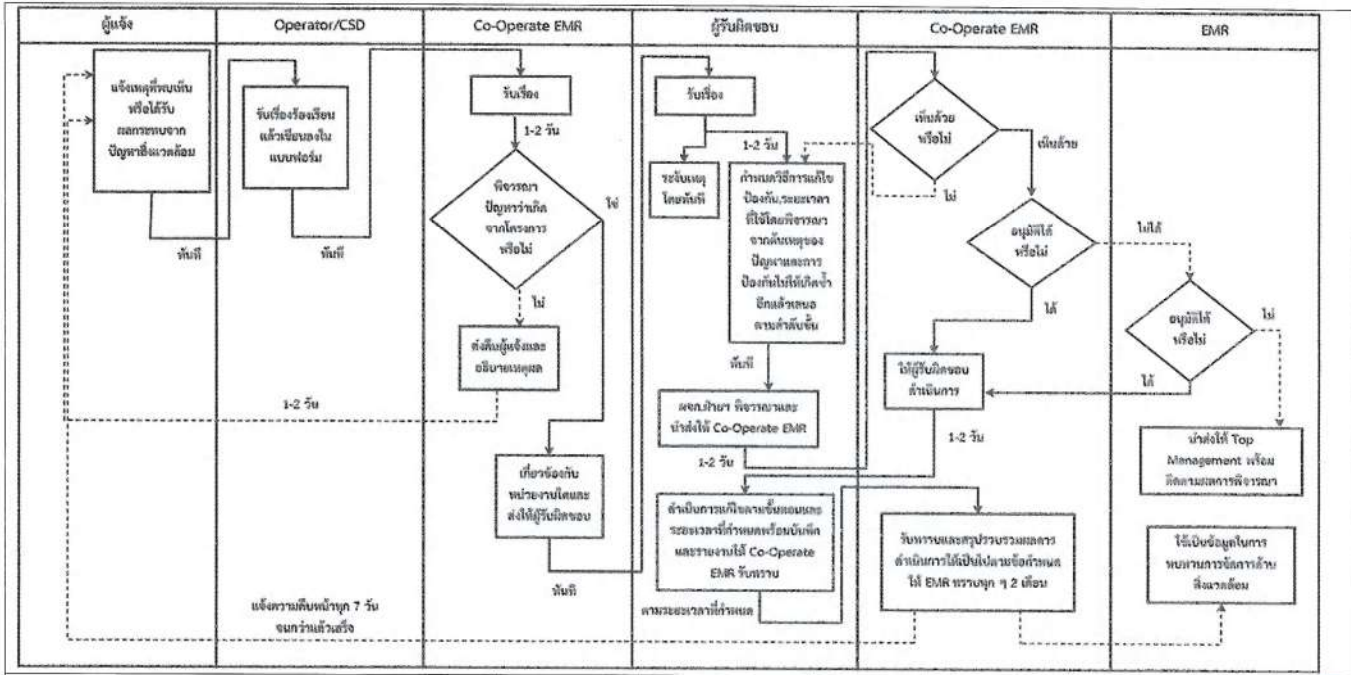 ผู้แจ้ง
Operator/CSD
Co-Operate EMR
ผู้รับผิดชอบ
Co-Operate EMR
EMR
แจ้งเหตุที่พบเห็น
หรือได้รับ
ผลกระทบจาก
ปัญหาสิ่งแวดล้อม
ทันที
รับเรื่องร้องเรียน
แล้วเขียนลงใน
แบบฟอร์ม
ทันที
รับเรื่อง
1-2 วัน
พิจารณา
ปัญหาว่าเกิด
จากโครงการ
หรือไม่
ใช่
ไม่
ส่งคืนผู้แจ้งและ
อธิบายเหตุผล
1-2 วัน
เกี่ยวข้องกับ
หน่วยงานใดและ
ส่งให้ผู้รับผิดชอบ
ทันที
รับเรื่อง
1-2 วัน
ระงับเหตุ
โดยทันที
กำหนดวิธีการแก้ไข
ป้องกัน,ระยะเวลา
ที่ใช้โดยพิจารณา
จากต้นเหตุของ
ปัญหาและการ
ป้องกันไม่ให้เกิดซ้ำ
อีกแล้วเสนอ
ตามลำดับขั้น
ทันที
ผจก.ฝ่ายฯ พิจารณาและ
นำส่งให้ Co-Operate EMR
1-2 วัน
ดำเนินการแก้ไขตามขั้นตอนและ
ระยะเวลาที่กำหนดพร้อมบันทึก
และรายงานให้ Co-Operate
EMR รับทราบ
ตามระยะเวลาที่กำหนด
เห็นด้วย
หรือไม่
เห็นด้วย
ไม่
อนุมัติได้
หรือไม่
ไม่ได้
ได้
ให้ผู้รับผิดชอบ
ดำเนินการ
1-2 วัน
รับทราบและสรุปรวบรวมผลการ
ดำเนินการให้เป็นไปตามข้อกำหนด
ให้ EMR ทราบทุก ๆ 2 เดือน
อนุมัติได้
หรือไม่
ไม่
ได้
นำส่งให้ Top
Management พร้อม
ติดตามผลการพิจารณา
ใช้เป็นข้อมูลในการ
ทบทวนการจัดการด้าน
สิ่งแวดล้อม
แจ้งความคืบหน้าทุก 7 วัน
จนกว่าแล้วเสร็จ